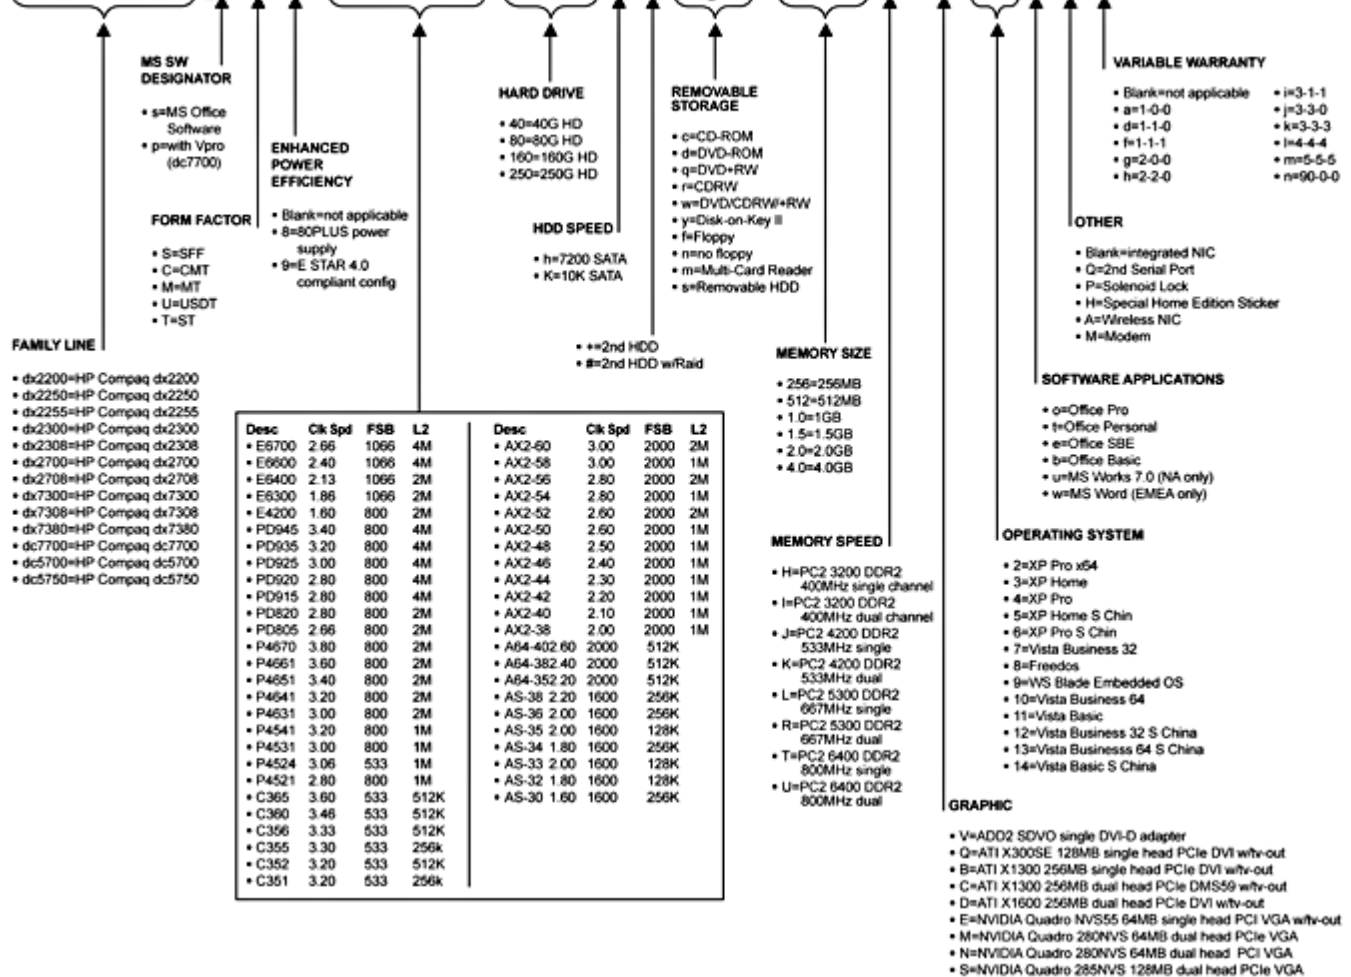 MS SW
DESIGNATOR
• s=MS Office
Software
• p=with Vpro
(dc7700)
FORM FACTOR
• S=SFF
• C=CMT
• M=MT
• U=USDT
• T=ST
ENHANCED
POWER
EFFICIENCY
• Blank=not applicable
• 8=80PLUS power
supply
• 9=E STAR 4.0
compliant config
FAMILY LINE
• dx2200=HP Compaq dx2200
• dx2250=HP Compaq dx2250
• dx2255=HP Compaq dx2255
• dx2300=HP Compaq dx2300
• dx2308=HP Compaq dx2308
• dx2700=HP Compaq dx2700
• dx2708=HP Compaq dx2708
• dx7300=HP Compaq dx7300
• dx7308=HP Compaq dx7308
• dx7380=HP Compaq dx7380
• dc7700=HP Compaq dc7700
• dc5700=HP Compaq dc5700
• dc5750=HP Compaq dc5750
Desc Clk Spd FSB L2
• E6700 2.66 1066 4M
• E6600 2.40 1066 4M
• E6400 2.13 1066 2M
• E6300 1.86 1066 2M
• E4200 1.60 800 2M
• PD945 3.40 800 4M
• PD935 3.20 800 4M
• PD925 3.00 800 4M
• PD920 2.80 800 4M
• PD915 2.80 800 4M
• PD820 2.80 800 2M
• PD805 2.66 800 2M
• P4670 3.80 800 2M
• P4661 3.60 800 2M
• P4651 3.40 800 2M
• P4641 3.20 800 2M
• P4631 3.00 800 2M
• P4541 3.20 800 1M
• P4531 3.00 800 1M
• P4524 3.06 533 1M
• P4521 2.80 800 1M
• C365 3.60 533 512K
• C360 3.46 533 512K
• C356 3.33 533 512K
• C355 3.30 533 256k
• C352 3.20 533 512K
• C351 3.20 533 256k
Desc Clk Spd FSB L2
• AX2-60 3.00 2000 2M
• AX2-58 3.00 2000 1M
• AX2-56 2.80 2000 2M
• AX2-54 2.80 2000 1M
• AX2-52 2.60 2000 2M
• AX2-50 2.60 2000 1M
• AX2-48 2.50 2000 1M
• AX2-46 2.40 2000 1M
• AX2-44 2.30 2000 1M
• AX2-42 2.20 2000 1M
• AX2-40 2.10 2000 1M
• AX2-38 2.00 2000 1M
• A64-402.60 2000 512K
• A64-382.40 2000 512K
• A64-352.20 2000 512K
• AS-38 2.20 1600 256K
• AS-36 2.00 1600 256K
• AS-35 2.00 1600 128K
• AS-34 1.80 1600 256K
• AS-33 2.00 1600 128K
• AS-32 1.80 1600 128K
• AS-30 1.60 1600 256K
HARD DRIVE
• 40=40G HD
• 80=80G HD
• 160=160G HD
• 250=250G HD
HDD SPEED
• h=7200 SATA
• K=10K SATA
• +=2nd HDD
• #=2nd HDD w/Raid
REMOVABLE
STORAGE
• c=CD-ROM
• d=DVD-ROM
• q=DVD+RW
• r=CDRW
• w=DVD/CDRW/+RW
• y=Disk-on-Key II
• f=Floppy
• n=no floppy
• m=Multi-Card Reader
• s=Removable HDD
MEMORY SIZE
• 256=256MB
• 512=512MB
• 1.0=1GB
• 1.5=1.5GB
• 2.0=2.0GB
• 4.0=4.0GB
MEMORY SPEED
• H=PC2 3200 DDR2
400MHz single channel
• I=PC2 3200 DDR2
400MHz dual channel
• J=PC2 4200 DDR2
533MHz single
• K=PC2 4200 DDR2
533MHz dual
• L=PC2 5300 DDR2
667MHz single
• R=PC2 5300 DDR2
667MHz dual
• T=PC2 6400 DDR2
800MHz single
• U=PC2 6400 DDR2
800MHz dual
VARIABLE WARRANTY
• Blank=not applicable
• a=1-0-0
• d=1-1-0
• f=1-1-1
• g=2-0-0
• h=2-2-0
• i=3-1-1
• j=3-3-0
• k=3-3-3
• l=4-4-4
• m=5-5-5
• n=90-0-0
OTHER
• Blank=integrated NIC
• Q=2nd Serial Port
• P=Solenoid Lock
• H=Special Home Edition Sticker
• A=Wireless NIC
• M=Modem
SOFTWARE APPLICATIONS
• o=Office Pro
• t=Office Personal
• e=Office SBE
• b=Office Basic
• u=MS Works 7.0 (NA only)
• w=MS Word (EMEA only)
OPERATING SYSTEM
• 2=XP Pro x64
• 3=XP Home
• 4=XP Pro
• 5=XP Home S Chin
• 6=XP Pro S Chin
• 7=Vista Business 32
• 8=Freedos
• 9=WS Blade Embedded OS
• 10=Vista Business 64
• 11=Vista Basic
• 12=Vista Business 32 S China
• 13=Vista Businesss 64 S China
• 14=Vista Basic S China
GRAPHIC
• V=ADD2 SDVO single DVI-D adapter
• Q=ATI X300SE 128MB single head PCIe DVI w/tv-out
• B=ATI X1300 256MB single head PCIe DVI w/tv-out
• C=ATI X1300 256MB dual head PCIe DMS59 w/tv-out
• D=ATI X1600 256MB dual head PCIe DVI w/tv-out
• E=NVIDIA Quadro NVS55 64MB single head PCI VGA w/tv-out
• M=NVIDIA Quadro 280NVS 64MB dual head PCIe VGA
• N=NVIDIA Quadro 280NVS 64MB dual head PCI VGA
• S=NVIDIA Quadro 285NVS 128MB dual head PCIe VGA